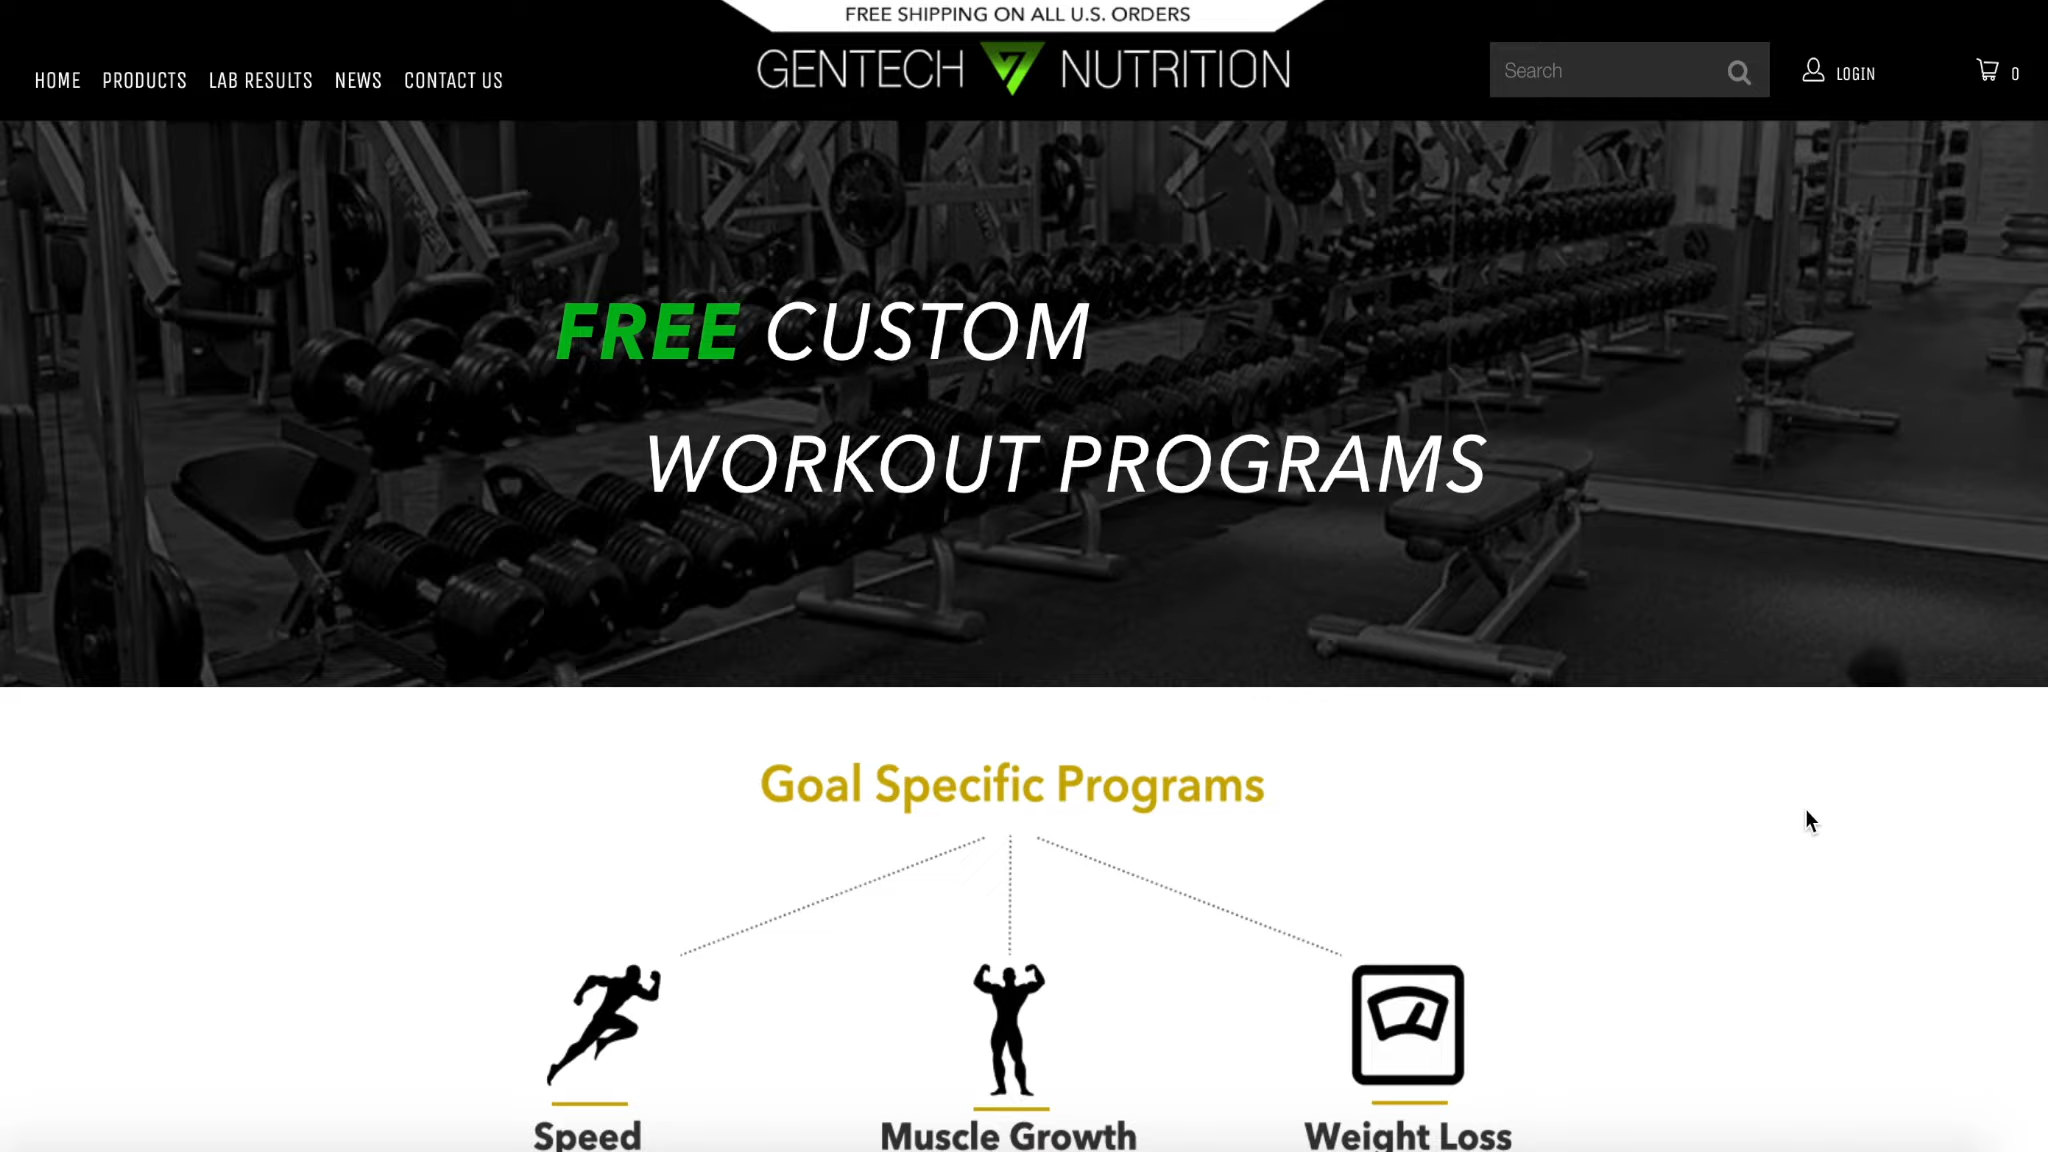 FREE SHIPPING ON ALL U.S. ORDERS
HOME PRODUCTS LAB RESULTS NEWS CONTACT US
GENTECH NUTRITION
Search
LOGIN
0
FREE CUSTOM
WORKOUT PROGRAMS
Goal Specific Programs
Speed
Muscle Growth
Weight Loss